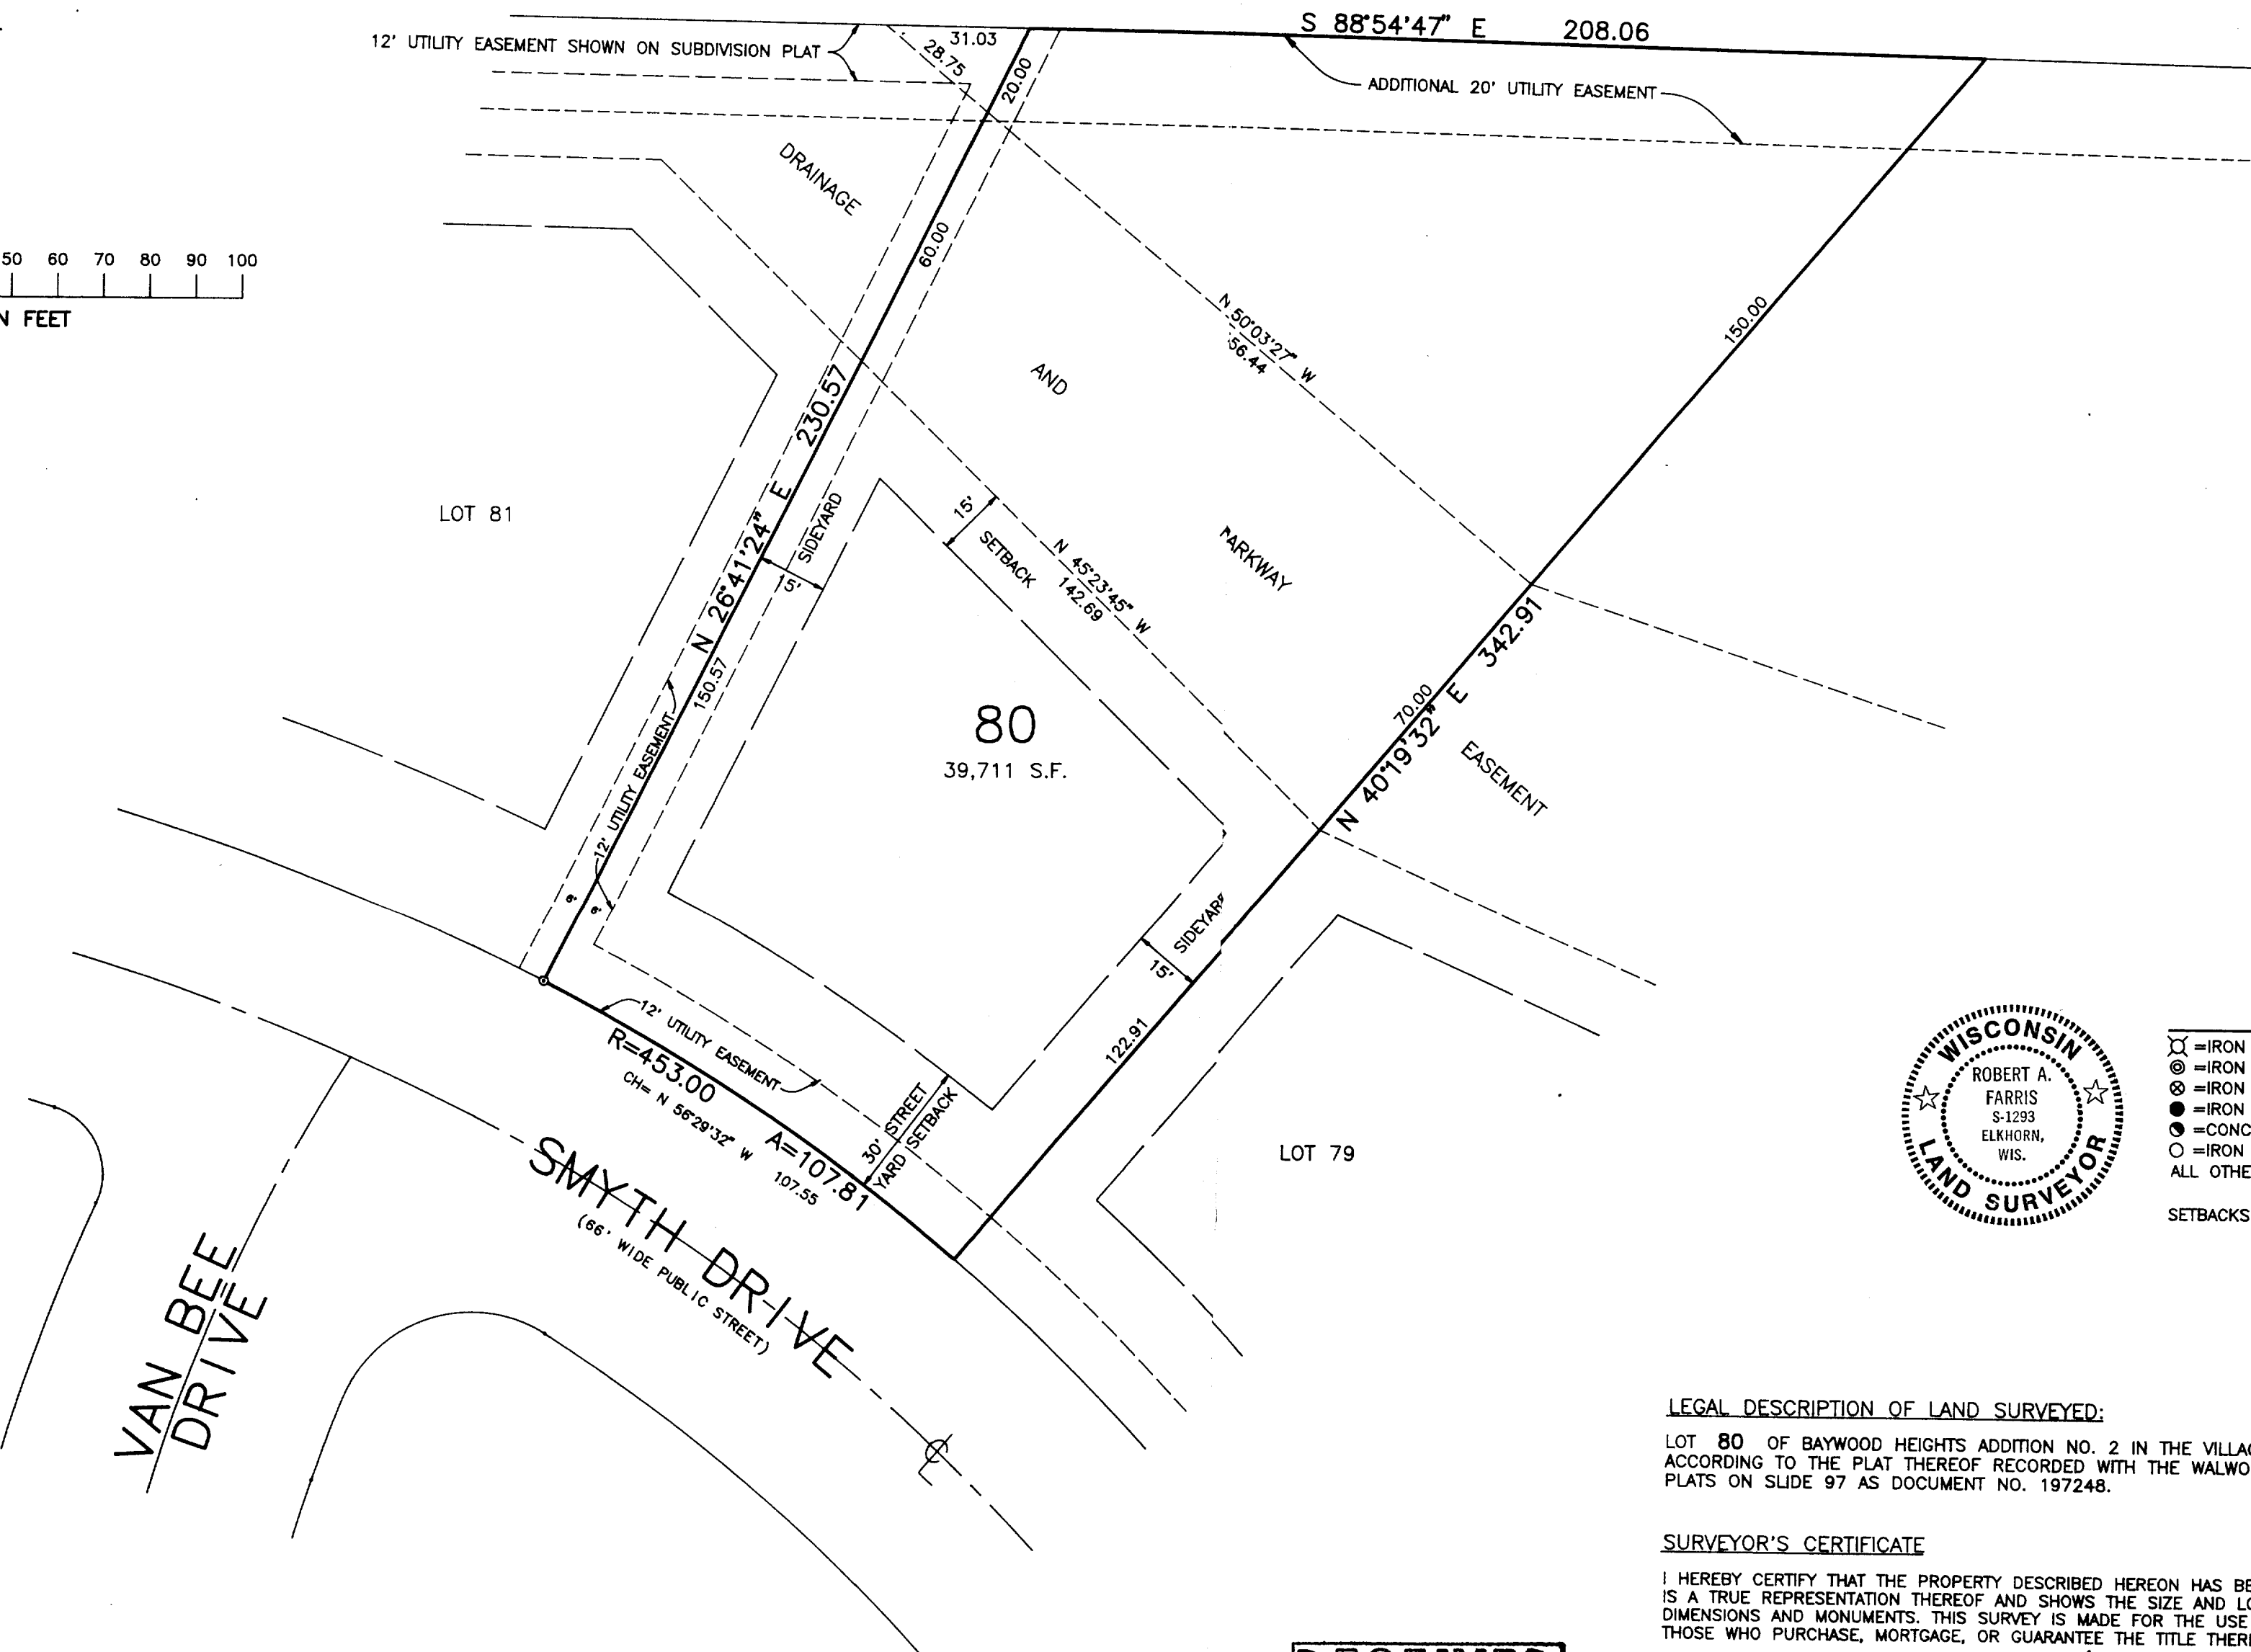 S 88°54'47" E 208.06
12' UTILITY EASEMENT SHOWN ON SUBDIVISION PLAT
31.03
28.75
20.00
ADDITIONAL 20' UTILITY EASEMENT
DRAINAGE
60.00
50 60 70 80 90 100
FEET
N 50°03'27" W
56.44
150.00
AND
N 26°41'24" E 230.57
LOT 81
SIDEYARD
15'
15'
SETBACK
N 45°23'45" W
142.69
PARKWAY
N 40°19'32" E 342.91
70.00
EASEMENT
150.57
12' UTILITY EASEMENT
6' 6'
80
39,711 S.F.
SIDEYAR
15'
122.91
12' UTILITY EASEMENT
R=453.00
CH= N 56°29'32" W
107.55
A=107.81
30' STREET
YARD SETBACK
LOT 79
SMYTH DRIVE
(66' WIDE PUBLIC STREET)
VAN BEE
DRIVE
WISCONSIN
ROBERT A.
FARRIS
S-1293
ELKHORN,
WIS.
LAND SURVEYOR
=IRON
=IRON
=IRON
=IRON
=CONC
=IRON
ALL OTHE
SETBACKS
LEGAL DESCRIPTION OF LAND SURVEYED:
LOT 80 OF BAYWOOD HEIGHTS ADDITION NO. 2 IN THE VILLAG
ACCORDING TO THE PLAT THEREOF RECORDED WITH THE WALWO
PLATS ON SLIDE 97 AS DOCUMENT NO. 197248.
SURVEYOR'S CERTIFICATE
I HEREBY CERTIFY THAT THE PROPERTY DESCRIBED HEREON HAS BE
IS A TRUE REPRESENTATION THEREOF AND SHOWS THE SIZE AND LO
DIMENSIONS AND MONUMENTS. THIS SURVEY IS MADE FOR THE USE
THOSE WHO PURCHASE, MORTGAGE, OR GUARANTEE THE TITLE THER